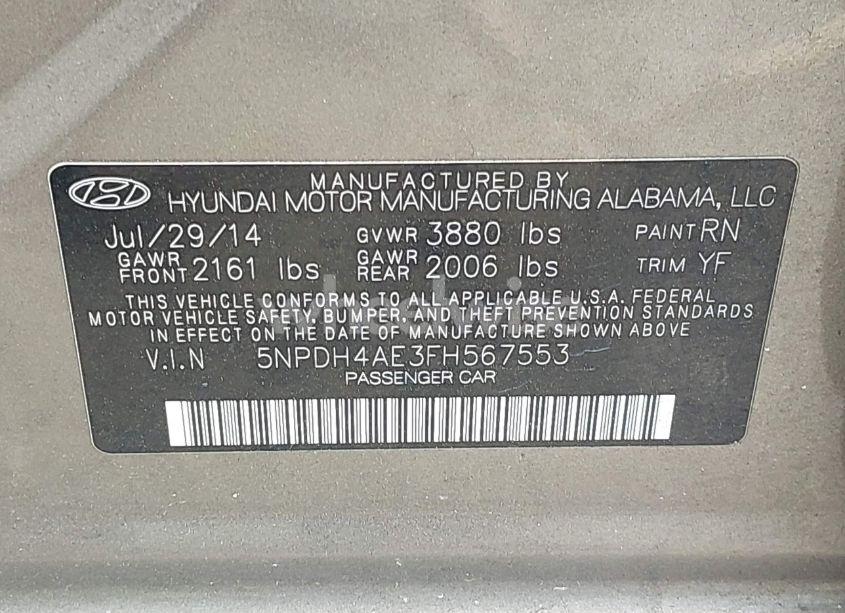 MANUFACTURED BY
HYUNDAI MOTOR MANUFACTURING ALABAMA, LLC
Jul/29/14 GVWR 3880 lbs PAINT RN
GAWR FRONT 2161 lbs GAWR REAR 2006 lbs TRIM YF
THIS VEHICLE CONFORMS TO ALL APPLICABLE U.S.A. FEDERAL
MOTOR VEHICLE SAFETY, BUMPER, AND THEFT PREVENTION STANDARDS
IN EFFECT ON THE DATE OF MANUFACTURE SHOWN ABOVE.
V.I.N 5NPDH4AE3FH567553
PASSENGER CAR